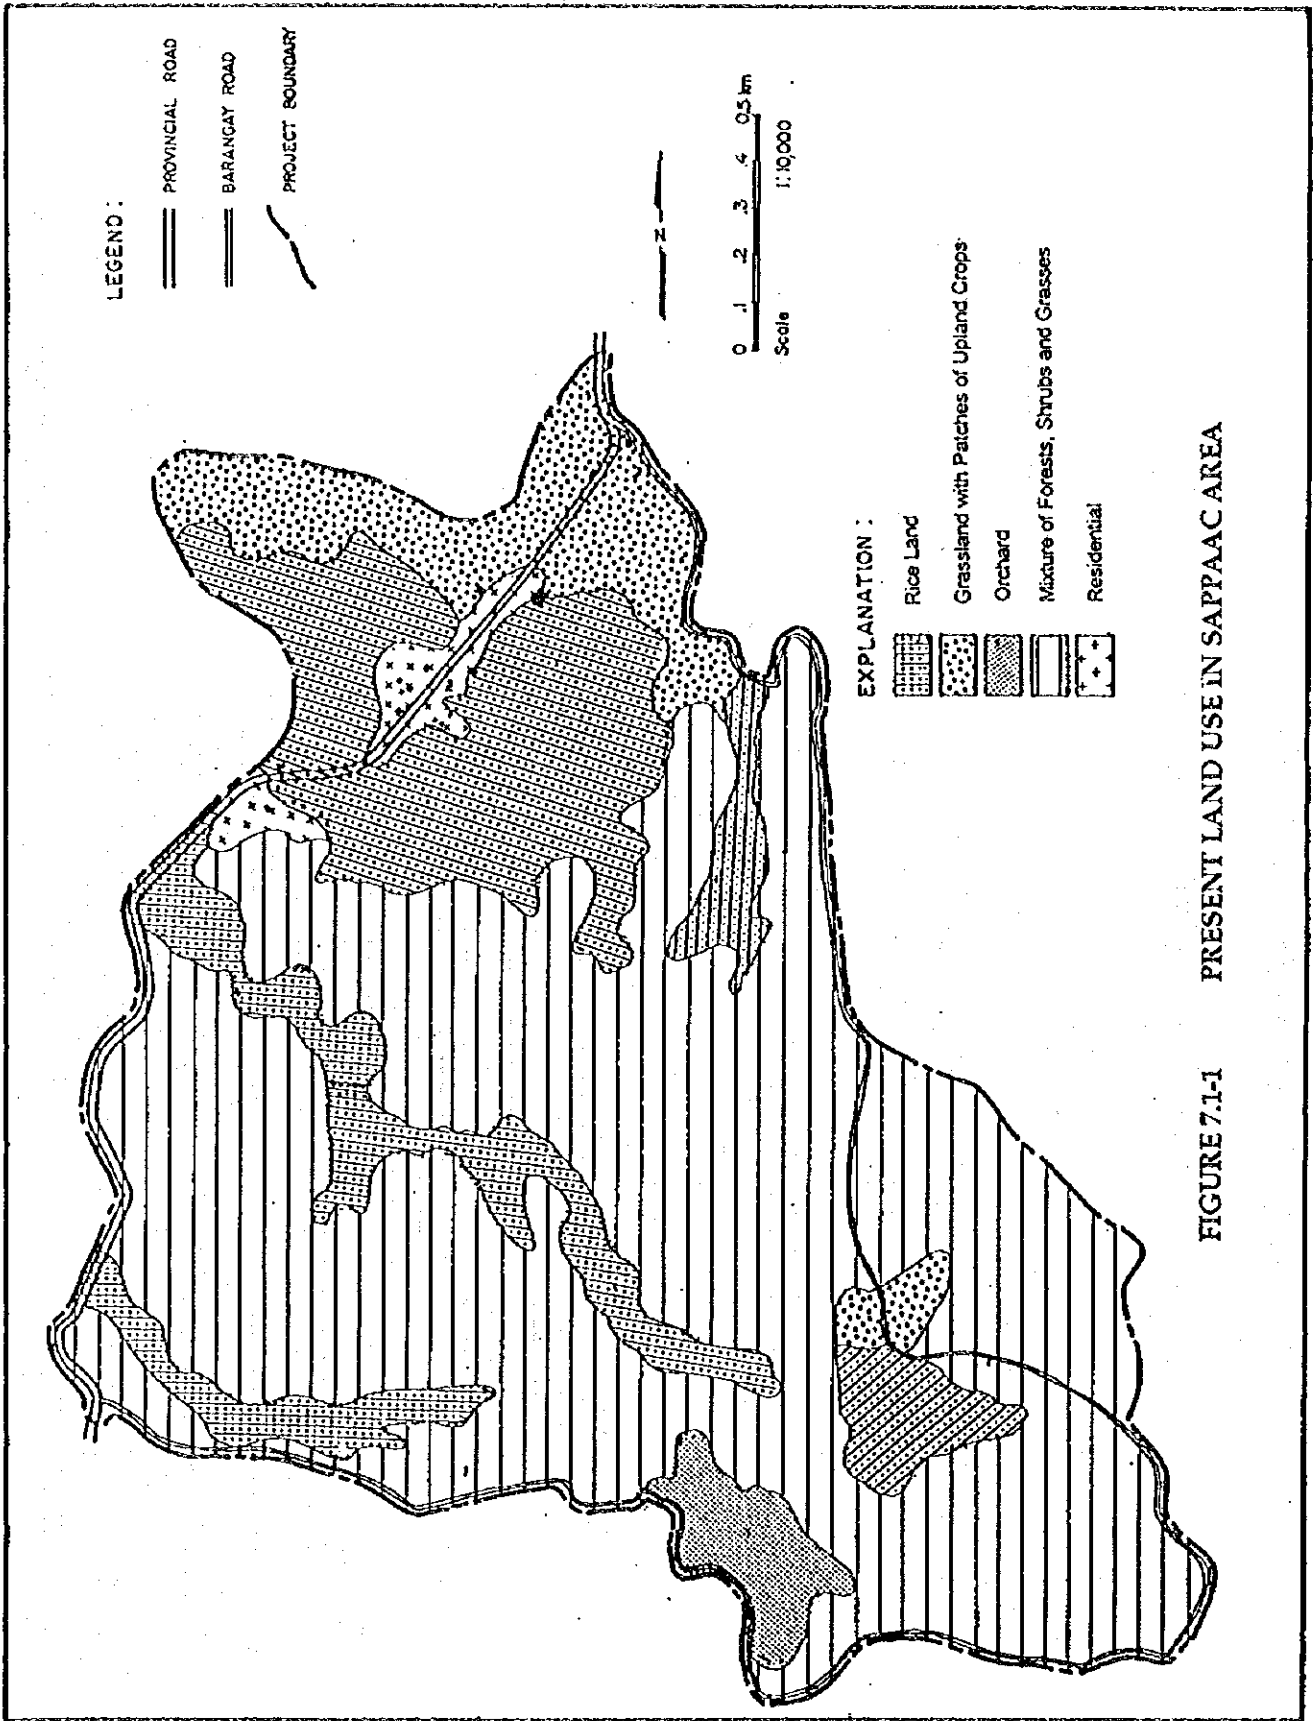 LEGEND :
PROVINCIAL ROAD
BARANGAY ROAD
PROJECT BOUNDARY
N
0 .1 .2 .3 .4 0.5 km
Scale 1:10,000
EXPLANATION :
Rice Land
Grassland with Patches of Upland Crops
Orchard
Mixture of Forests, Shrubs and Grasses
Residential
FIGURE 7.1-1 PRESENT LAND USE IN SAPPAAC AREA